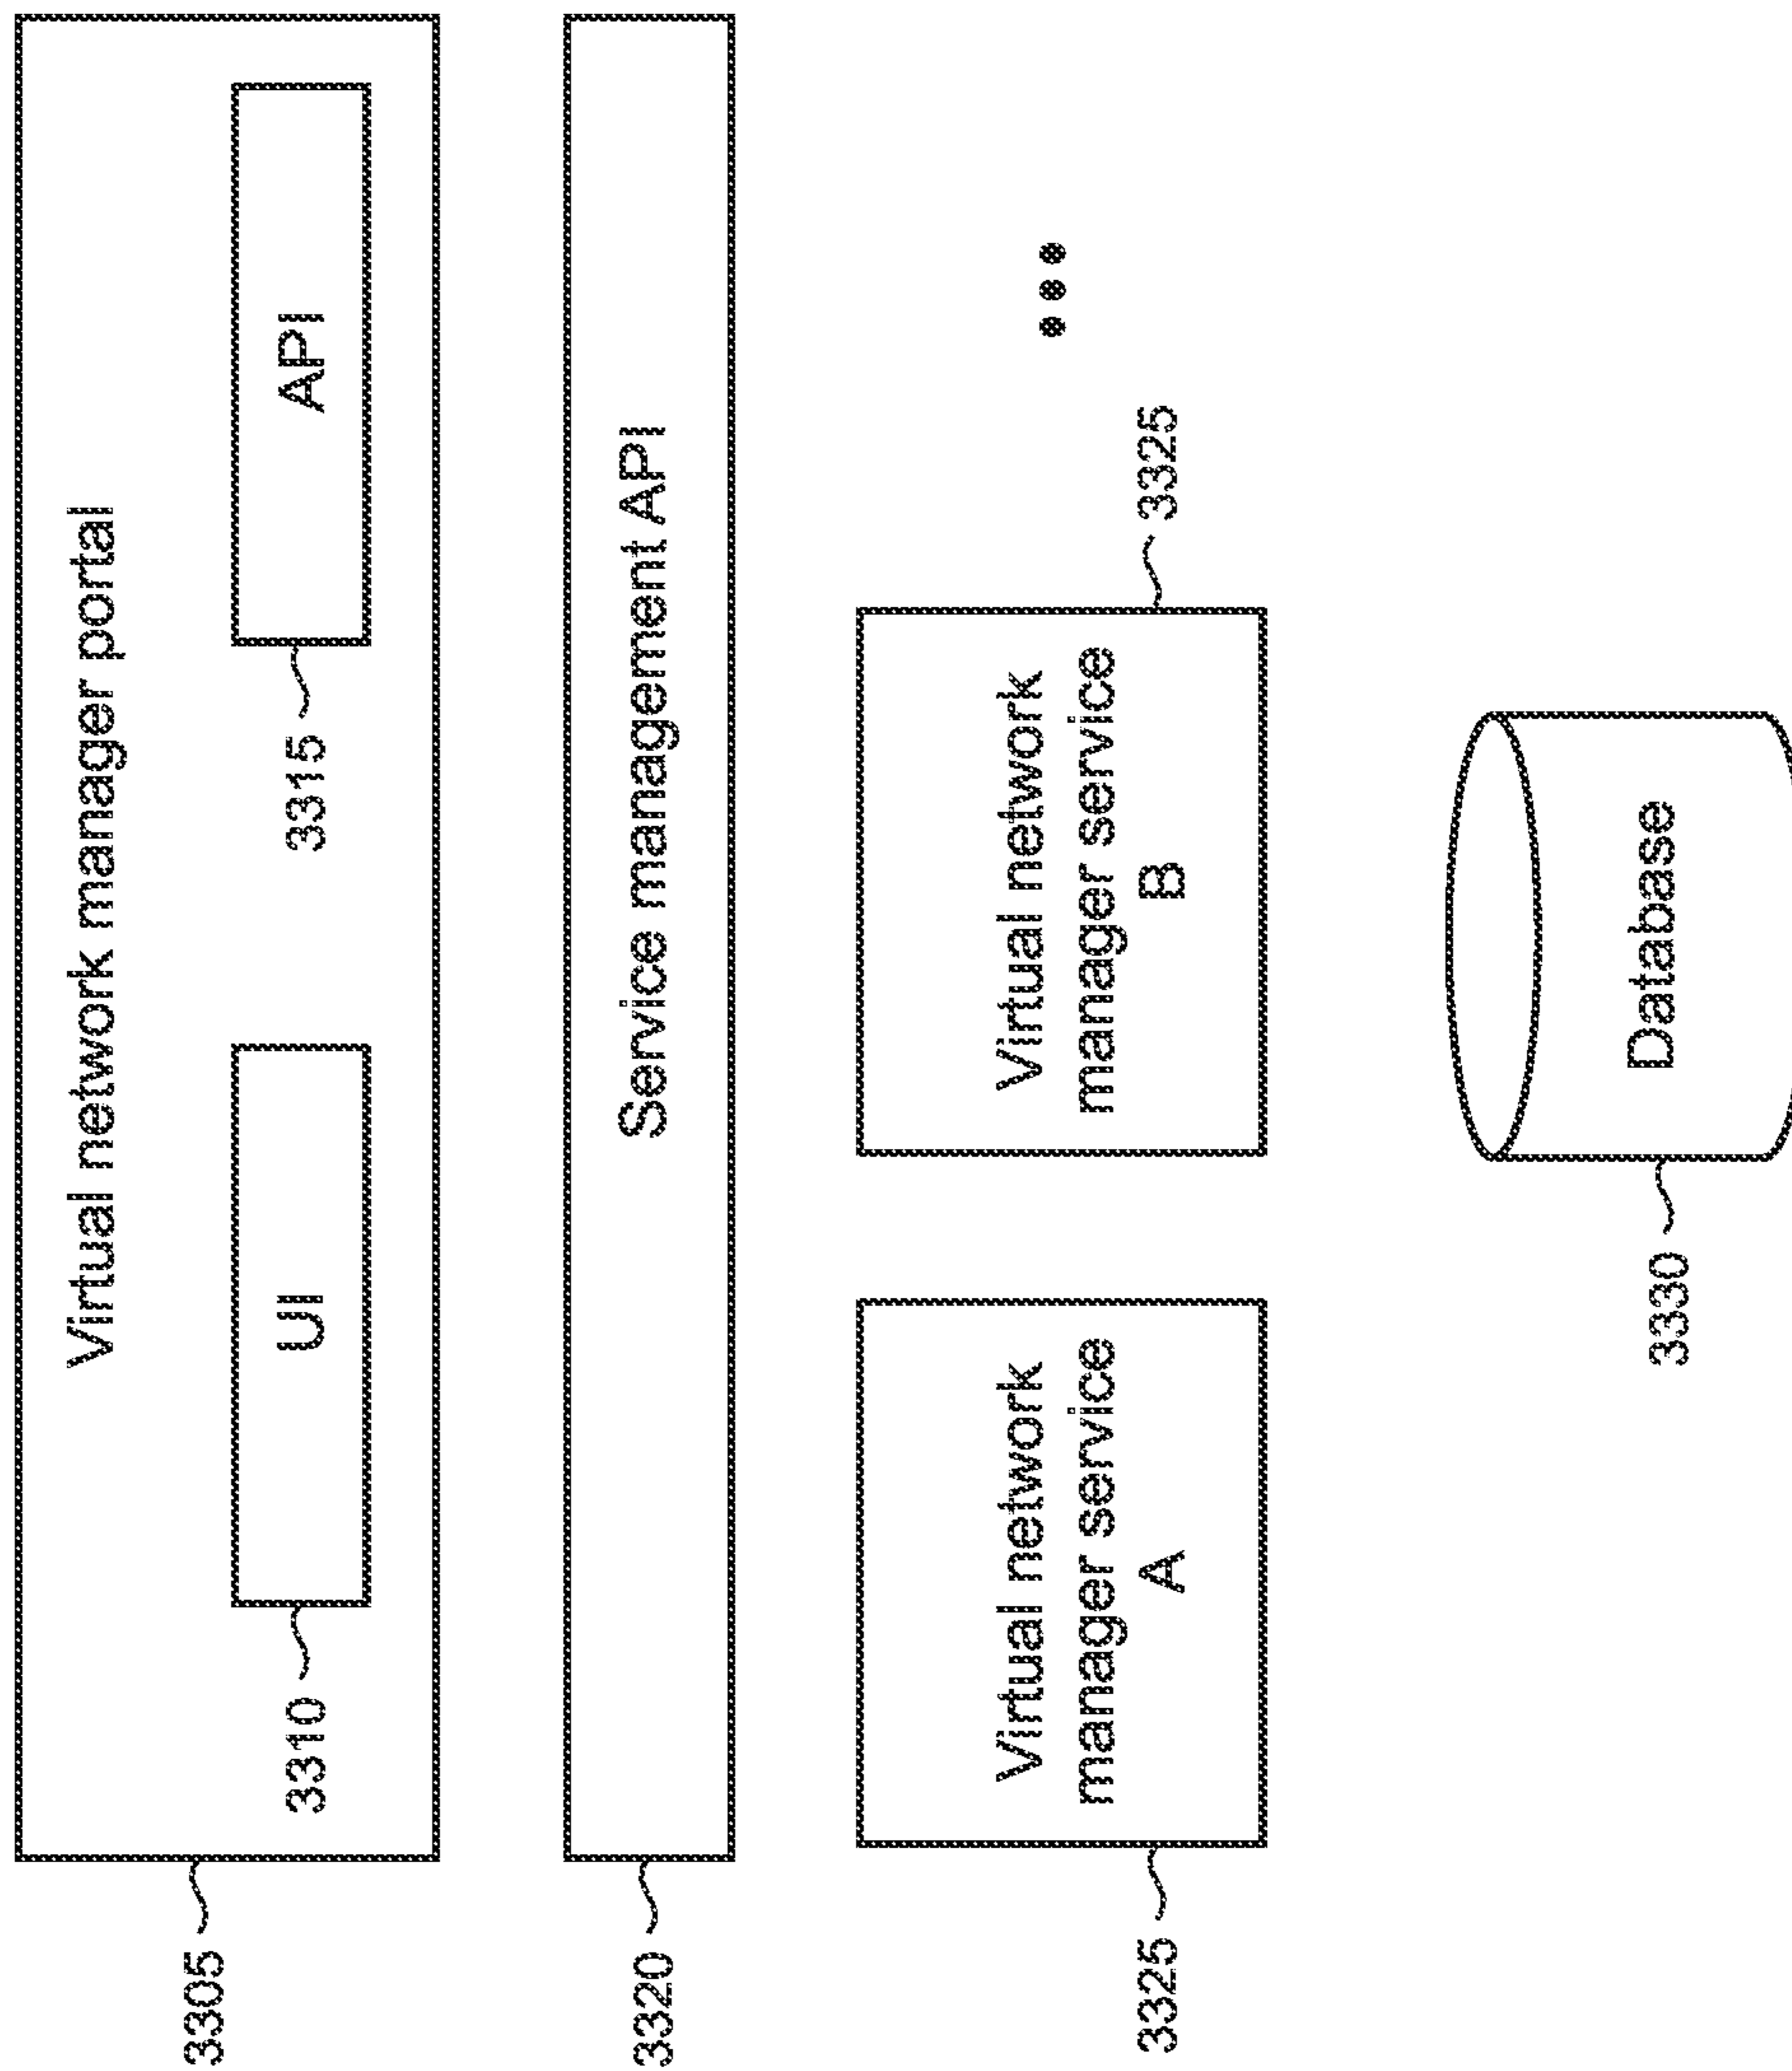 3305
Virtual network manager portal
3310
UI
3315
API
3320
Service management API
3325
Virtual network
manager service
A
Virtual network
manager service
B
3325
3330
Database